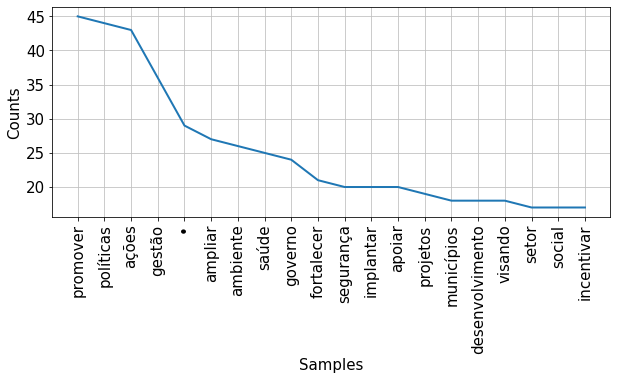 45
40
35
30
25
20
Counts
promover
políticas
ações
gestão
•
ampliar
ambiente
saúde
governo
fortalecer
segurança
implantar
apoiar
projetos
municípios
desenvolvimento
visando
setor
social
incentivar
Samples